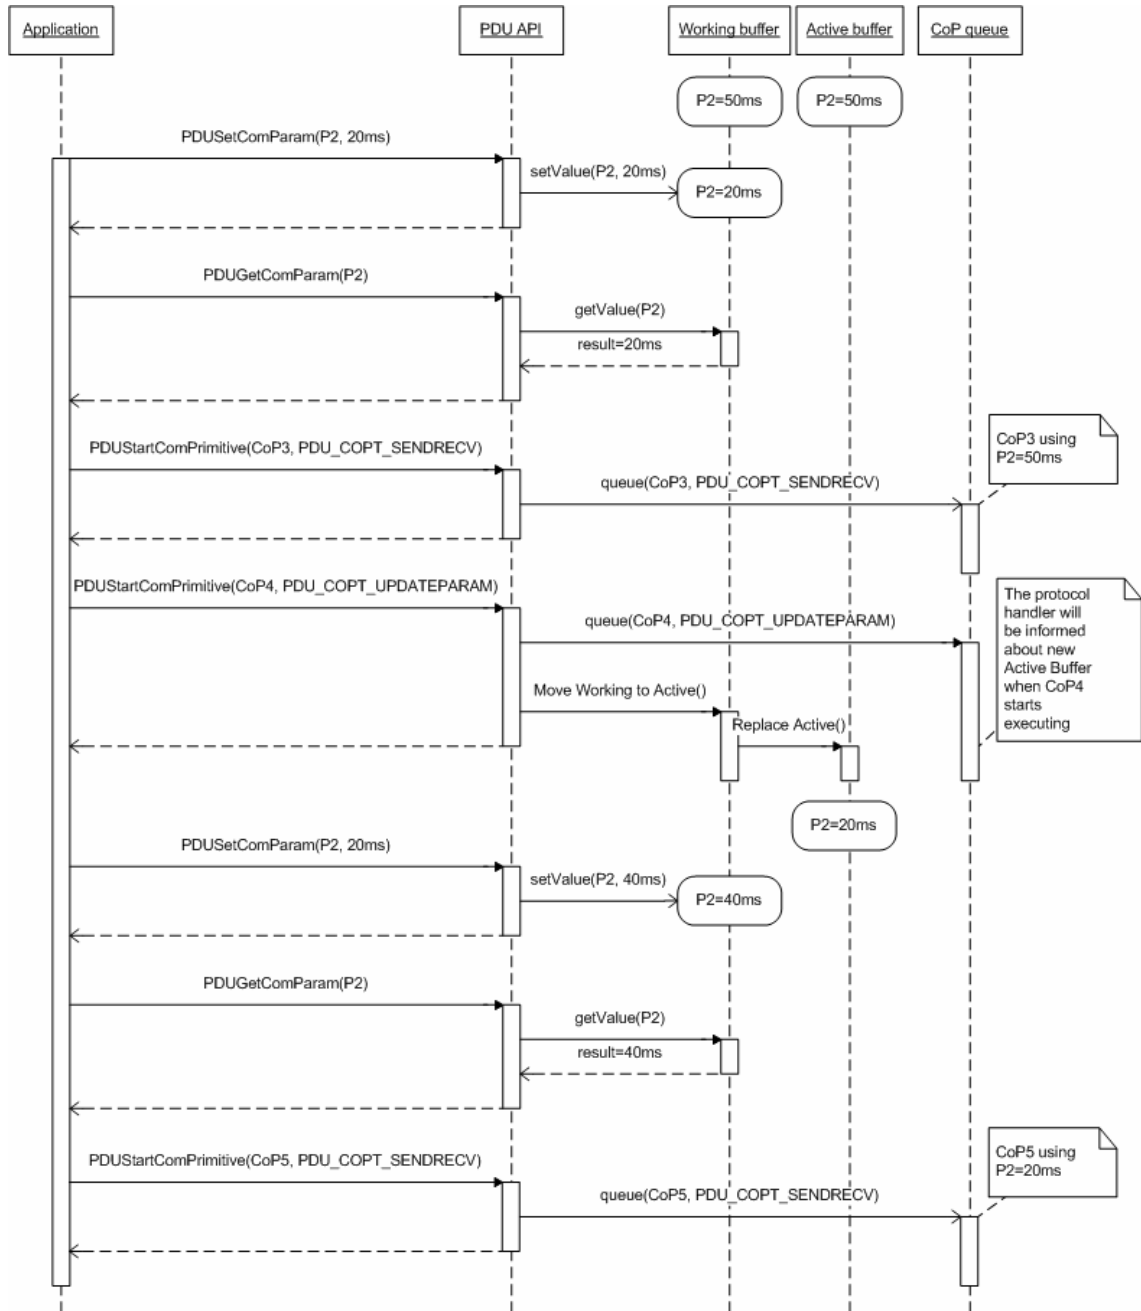 Application
PDU API
Working buffer
Active buffer
CoP queue
P2=50ms
P2=50ms
PDUSetComParam(P2, 20ms)
setValue(P2, 20ms)
P2=20ms
PDUGetComParam(P2)
getValue(P2)
result=20ms
PDUStartComPrimitive(CoP3, PDU_COPT_SENDRECV)
CoP3 using
P2=50ms
queue(CoP3, PDU_COPT_SENDRECV)
PDUStartComPrimitive(CoP4, PDU_COPT_UPDATEPARAM)
queue(CoP4, PDU_COPT_UPDATEPARAM)
The protocol
handler will
be informed
about new
Active Buffer
when CoP4
starts
executing
Move Working to Active()
Replace Active()
P2=20ms
PDUSetComParam(P2, 20ms)
setValue(P2, 40ms)
P2=40ms
PDUGetComParam(P2)
getValue(P2)
result=40ms
PDUStartComPrimitive(CoP5, PDU_COPT_SENDRECV)
CoP5 using
P2=20ms
queue(CoP5, PDU_COPT_SENDRECV)